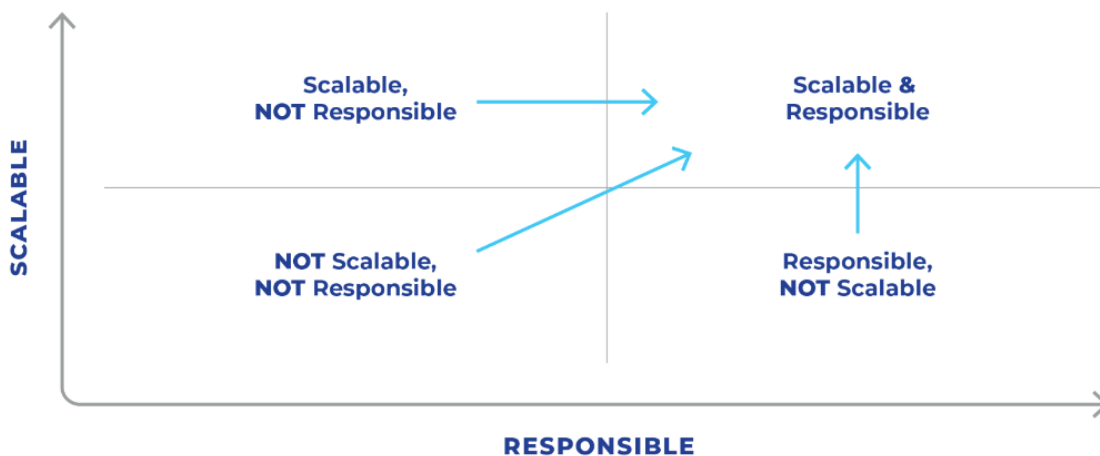 SCALABLE
Scalable,
NOT Responsible
Scalable &
Responsible
NOT Scalable,
NOT Responsible
Responsible,
NOT Scalable
RESPONSIBLE